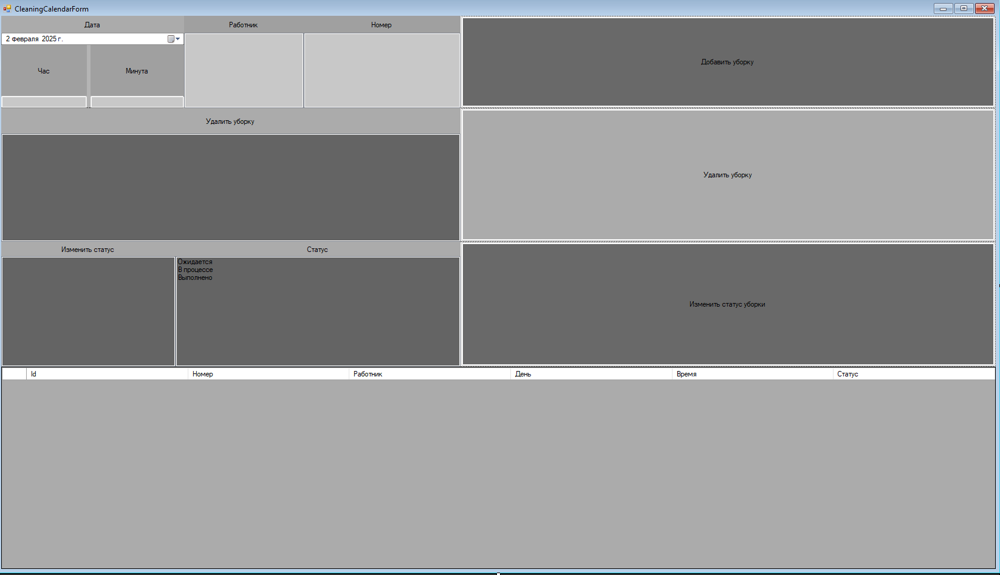 CleaningCalendarForm
Дата
Работник
Номер
2 февраля 2025 г.
Час
Минута
Добавить уборку
Удалить уборку
Удалить уборку
Изменить статус
Статус
Ожидается
В процессе
Выполнено
Изменить статус уборки
Id
Номер
Работник
День
Время
Статус